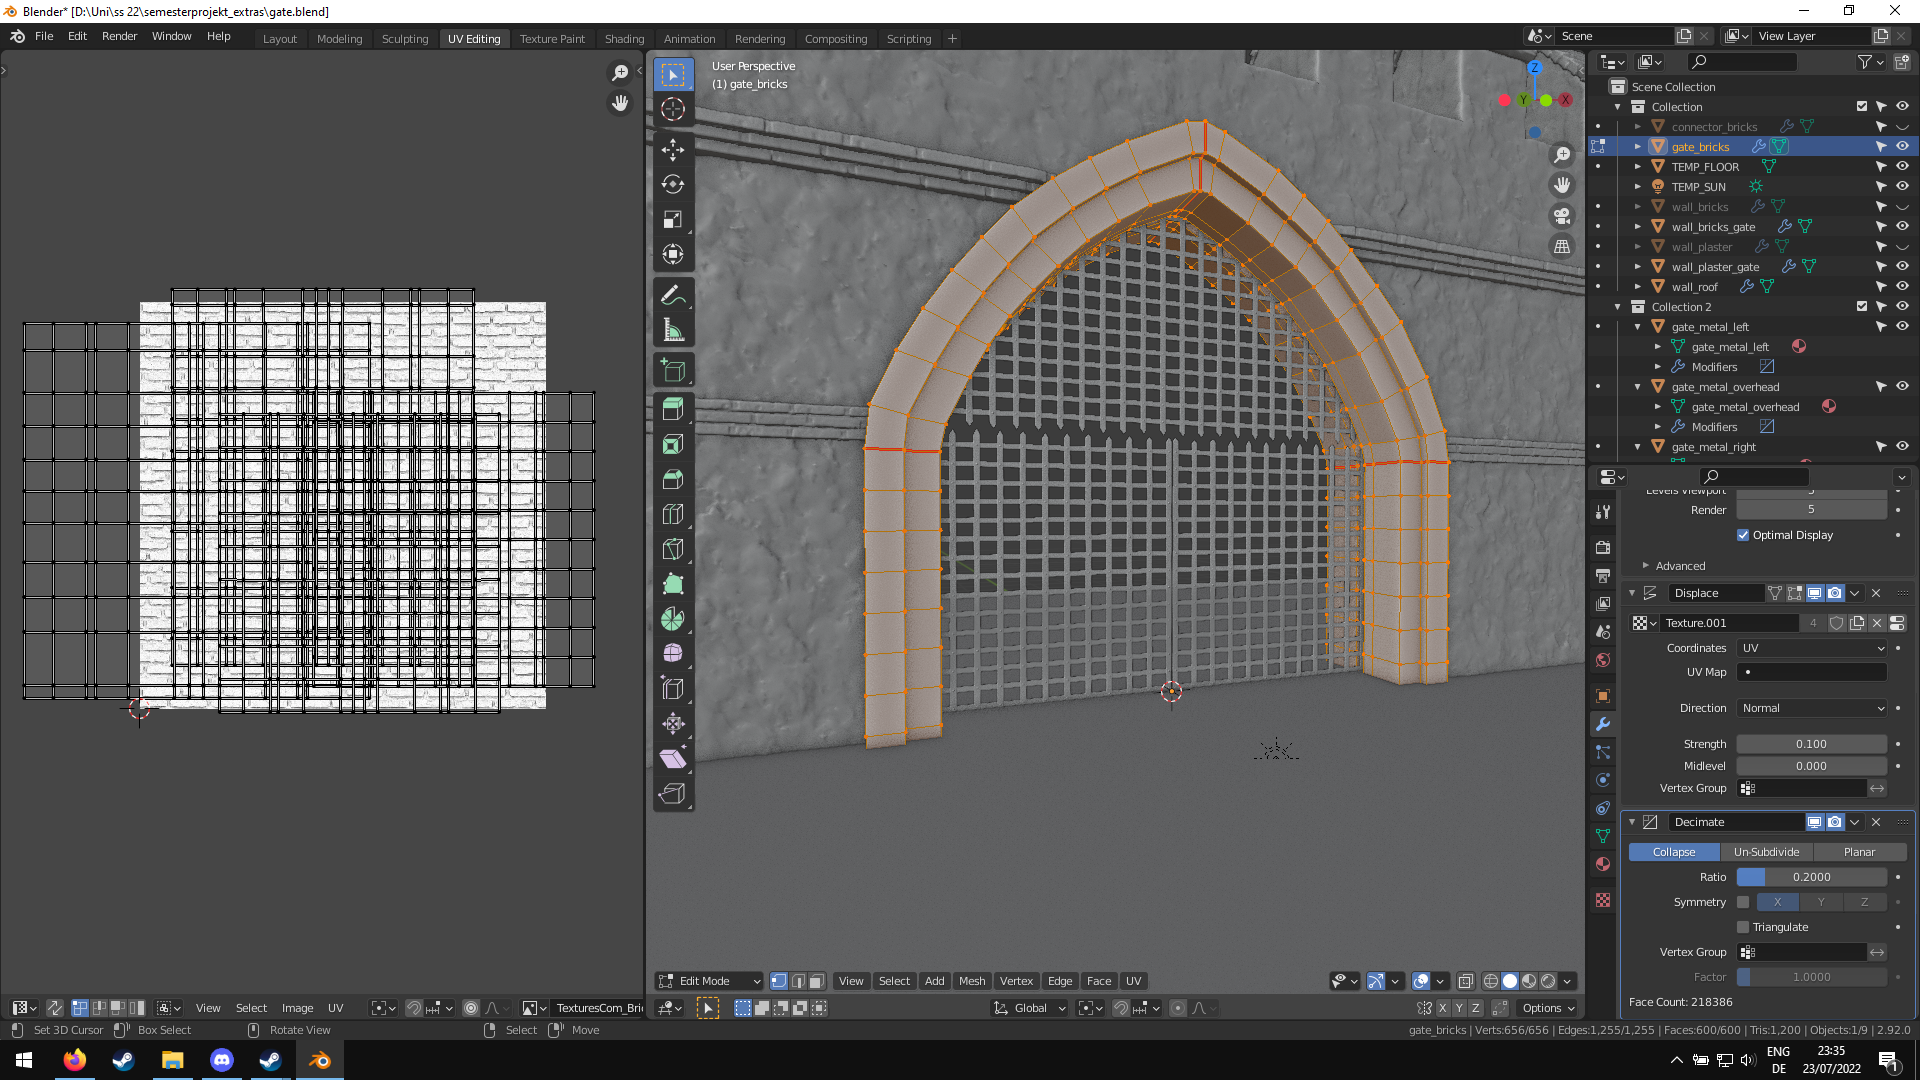 Blender* [D:\Uni\ss 22\semesterprojekt_extras\gate.blend]
File Edit Render Window Help Layout Modeling Sculpting UV Editing Texture Paint Shading Animation Rendering Compositing Scripting Scene View Layer
User Perspective
(1) gate_bricks
Z
Y X
Scene Collection
Collection
connector_bricks
gate_bricks
TEMP_FLOOR
TEMP_SUN
wall_bricks
wall_bricks_gate
wall_plaster
wall_plaster_gate
wall_roof
Collection 2
gate_metal_left
gate_metal_left
Modifiers
gate_metal_overhead
gate_metal_overhead
Modifiers
gate_metal_right
Levels Viewport
Render 5
Optimal Display
Advanced
Displace
Texture.001 4
Coordinates UV
UV Map
Direction Normal
Strength 0.100
Midlevel 0.000
Vertex Group
Decimate
Collapse Un-Subdivide Planar
Ratio 0.2000
Symmetry X Y Z
Triangulate
Vertex Group
Factor 1.0000
Face Count: 218386
Edit Mode View Select Add Mesh Vertex Edge Face UV
View Select Image UV TexturesCom_Bri
Global X Y Z Options
Set 3D Cursor Box Select Rotate View Select Move
gate_bricks | Verts:656/656 | Edges:1,255/1,255 | Faces:600/600 | Tris:1,200 | Objects:1/9 | 2.92.0
ENG
DE
23:35
23/07/2022
1